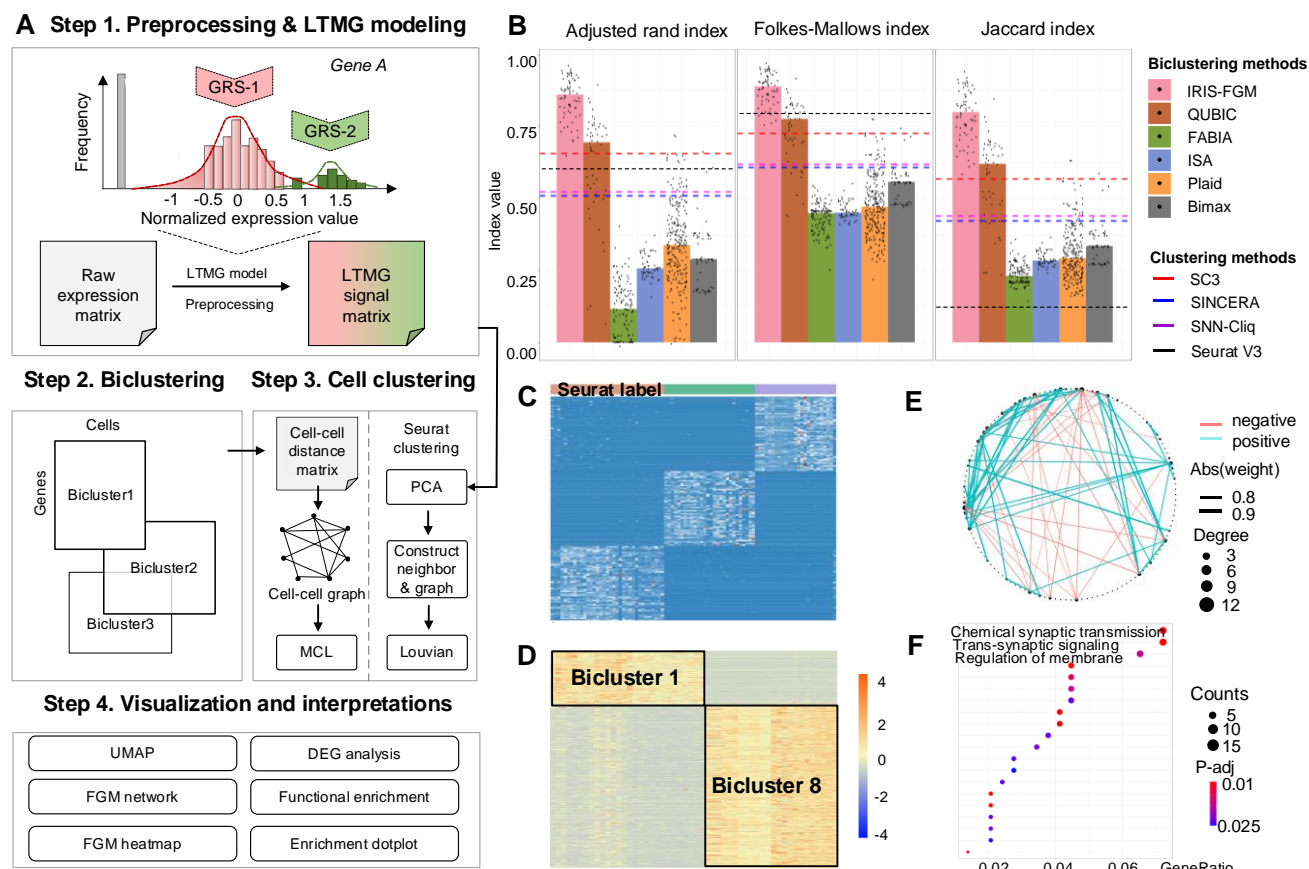 A Step 1. Preprocessing & LTMG modeling
Gene A
GRS-1
GRS-2
Frequency
-1 -0.5 0 0.5 1 1.5
Normalized expression value
Raw
expression
matrix
LTMG model
Preprocessing
LTMG
signal
matrix
Step 2. Biclustering
Cells
Genes
Bicluster1
Bicluster2
Bicluster3
Step 3. Cell clustering
Cell-cell
distance
matrix
Cell-cell graph
MCL
Seurat
clustering
PCA
Construct
neighbor
& graph
Louvian
Step 4. Visualization and interpretations
UMAP
DEG analysis
FGM network
Functional enrichment
FGM heatmap
Enrichment dotplot
B
Adjusted rand index
Folkes-Mallows index
Jaccard index
Index value
1.00
0.75
0.50
0.25
0.00
Biclustering methods
IRIS-FGM
QUBIC
FABIA
ISA
Plaid
Bimax
Clustering methods
SC3
SINCERA
SNN-Cliq
Seurat V3
C
Seurat label
D
Bicluster 1
Bicluster 8
4
2
0
-2
-4
E
negative
positive
Abs(weight)
0.8
0.9
Degree
3
6
9
12
F
Chemical synaptic transmission
Trans-synaptic signaling
Regulation of membrane
0.02 0.04 0.06 GeneRatio
Counts
5
10
15
P-adj
0.01
0.025